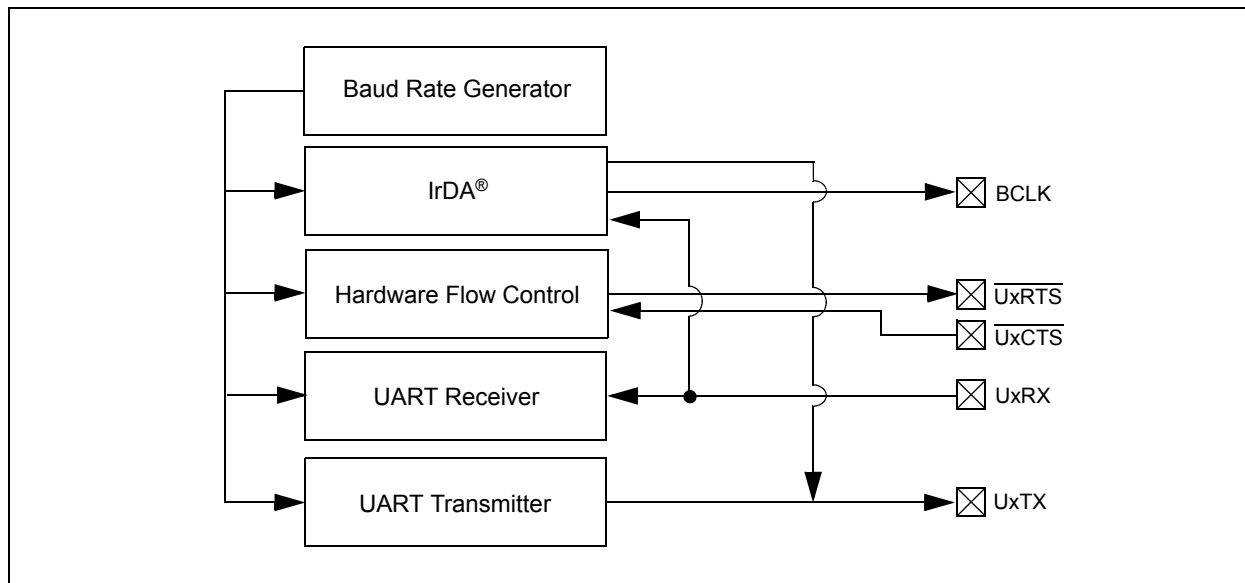 Baud Rate Generator
IrDA®
BCLK
Hardware Flow Control
UxRTS
UxCTS
UART Receiver
UxRX
UART Transmitter
UxTX